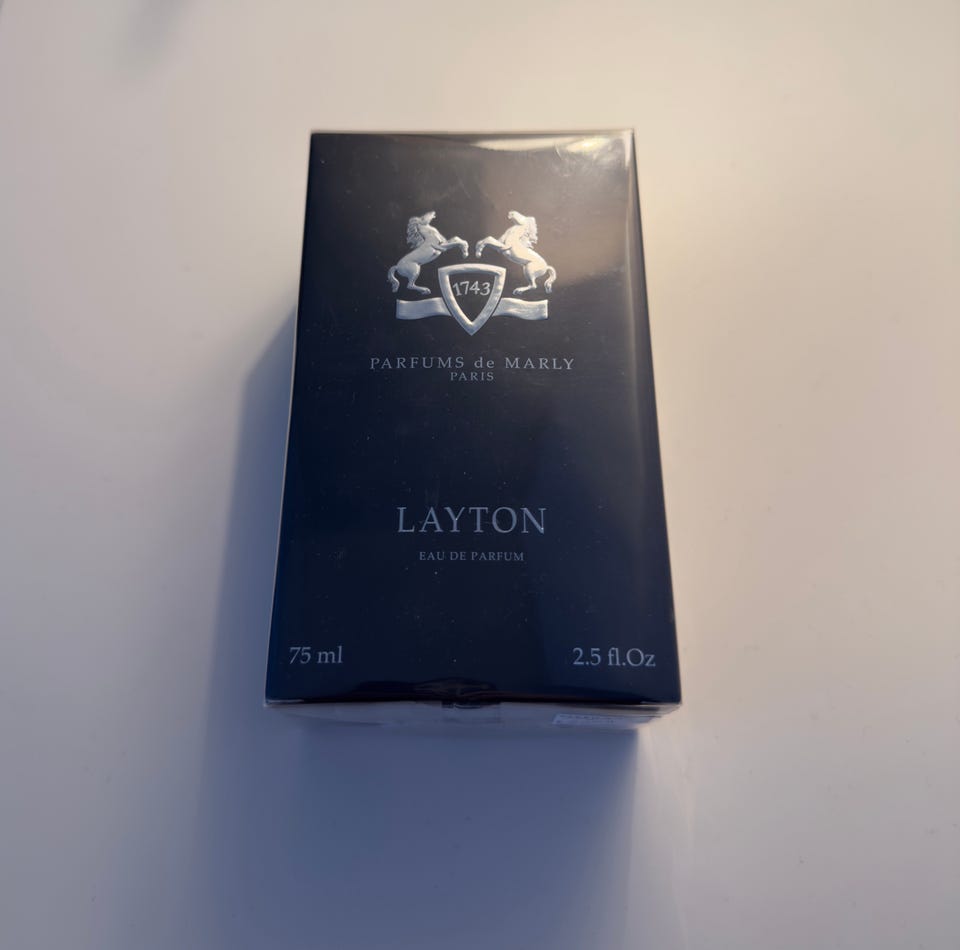 1743
PARFUMS de MARLY
PARIS
LAYTON
EAU DE PARFUM
75 ml 2.5 fl.Oz